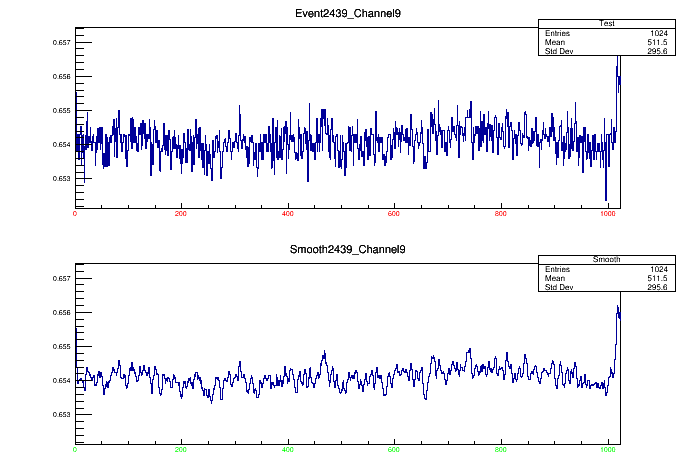 Event2439_Channel9
Test
Entries 1024
Mean 511.5
Std Dev 295.6
0.657
0.656
0.655
0.654
0.653
0 200 400 600 800 1000
Smooth2439_Channel9
Smooth
Entries 1024
Mean 511.5
Std Dev 295.6
0.657
0.656
0.655
0.654
0.653
0 200 400 600 800 1000